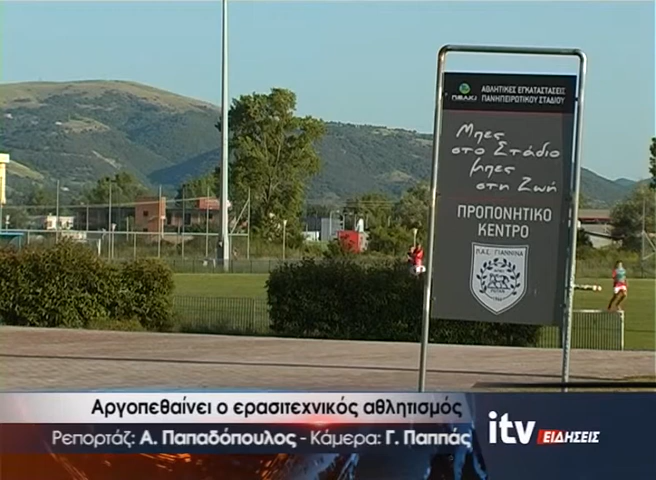 ΠΕΑΚΙ
ΑΘΛΗΤΙΚΕΣ ΕΓΚΑΤΑΣΤΑΣΕΙΣ
ΠΑΝΗΠΕΙΡΩΤΙΚΟΥ ΣΤΑΔΙΟΥ
Μπες
στο Στάδιο
μπες
στη Ζωή
ΠΡΟΠΟΝΗΤΙΚΟ
ΚΕΝΤΡΟ
Π.Α.Σ. ΓΙΑΝΝΙΝΑ
Αργοπεθαίνει ο ερασιτεχνικός αθλητισμός
Ρεπορτάζ: Α. Παπαδόπουλος - Κάμερα: Γ. Παππάς
itv ΕΙΔΗΣΕΙΣ